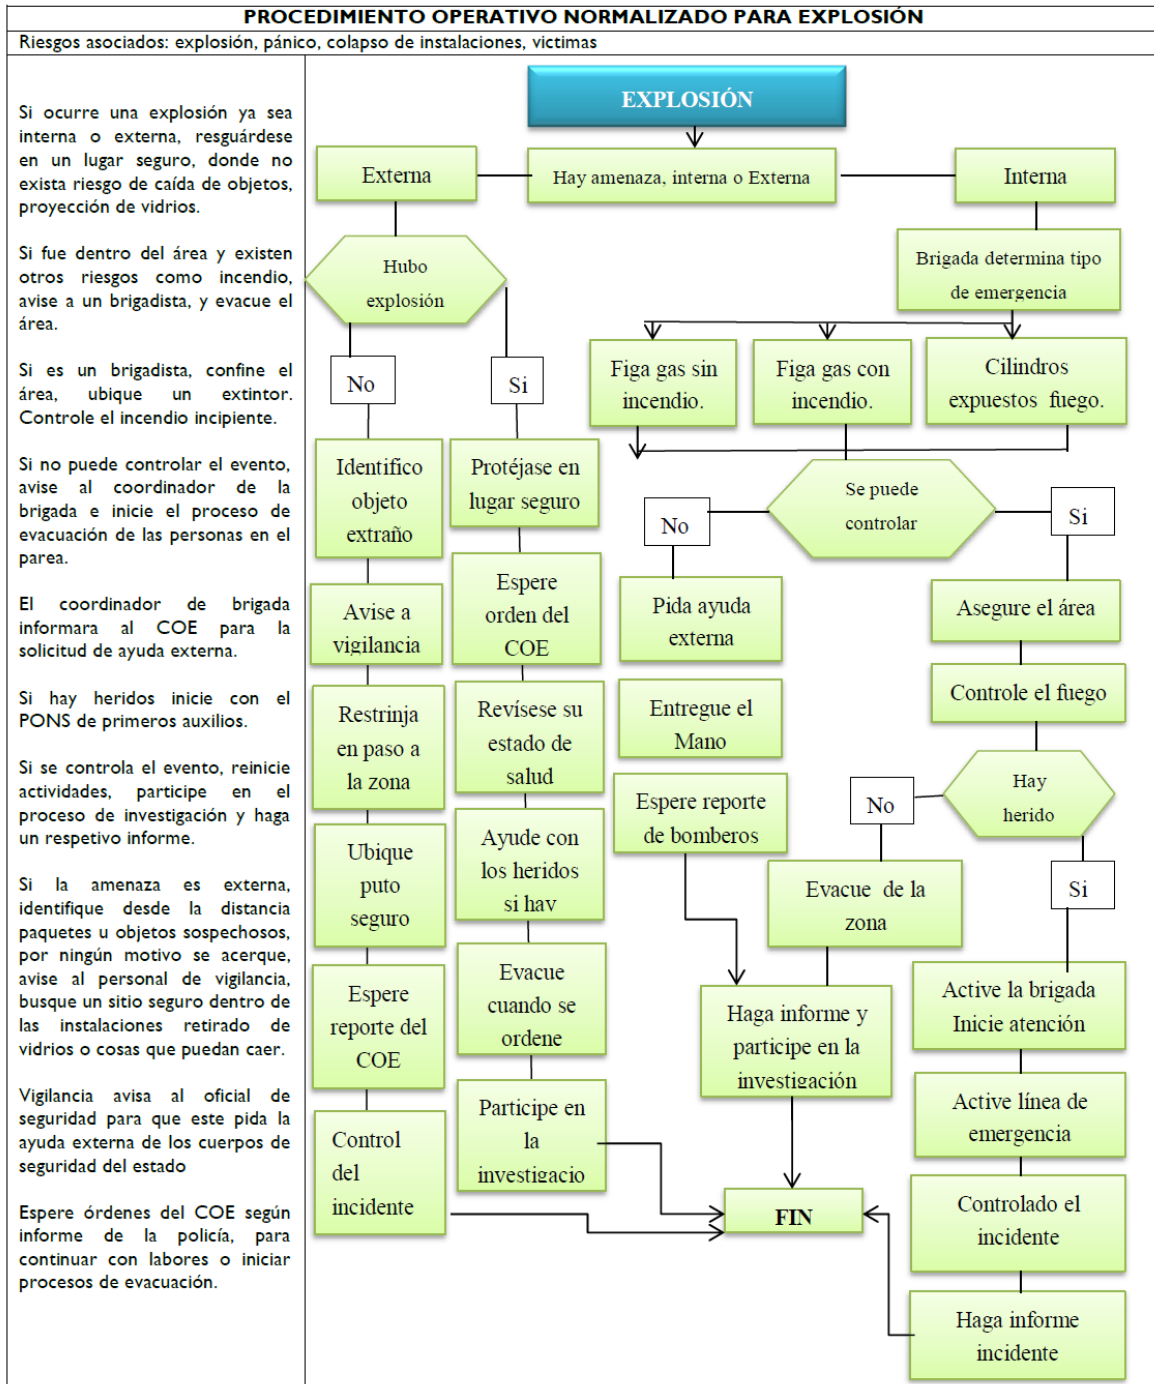 PROCEDIMIENTO OPERATIVO NORMALIZADO PARA EXPLOSIÓN
Riesgos asociados: explosión, pánico, colapso de instalaciones, victimas
Si ocurre una explosión ya sea
interna o externa, resguárdese
en un lugar seguro, donde no
exista riesgo de caída de objetos,
proyección de vidrios.
Si fue dentro del área y existen
otros riesgos como incendio,
avise a un brigadista, y evacue el
área.
Si es un brigadista, confine el
área, ubique un extintor.
Controle el incendio incipiente.
Si no puede controlar el evento,
avise al coordinador de la
brigada e inicie el proceso de
evacuación de las personas en el
parea.
El coordinador de brigada
informara al COE para la
solicitud de ayuda externa.
Si hay heridos inicie con el
PONS de primeros auxilios.
Si se controla el evento, reinicie
actividades, participe en el
proceso de investigación y haga
un respetivo informe.
Si la amenaza es externa,
identifique desde la distancia
paquetes u objetos sospechosos,
por ningún motivo se acerque,
avise al personal de vigilancia,
busque un sitio seguro dentro de
las instalaciones retirado de
vidrios o cosas que puedan caer.
Vigilancia avisa al oficial de
seguridad para que este pida la
ayuda externa de los cuerpos de
seguridad del estado
Espere órdenes del COE según
informe de la policía, para
continuar con labores o iniciar
procesos de evacuación.
EXPLOSIÓN
Externa
Hay amenaza, interna o Externa
Interna
Hubo
explosión
No
Si
Identifico
objeto
extraño
Avise a
vigilancia
Restrinja
en paso a
la zona
Ubique
puto
seguro
Espere
reporte del
COE
Control
del
incidente
Protéjase en
lugar seguro
Espere
orden del
COE
Revísese su
estado de
salud
Ayude con
los heridos
si hay
Evacue
cuando se
ordene
Participe en
la
investigacio
Brigada determina tipo
de emergencia
Figa gas sin
incendio.
Figa gas con
incendio.
Cilindros
expuestos fuego.
Se puede
controlar
No
Si
Pida ayuda
externa
Entregue el
Mano
Espere reporte
de bomberos
Asegure el área
Controle el fuego
Hay
herido
No
Si
Evacue de la
zona
Haga informe y
participe en la
investigación
Active la brigada
Inicie atención
Active línea de
emergencia
Controlado el
incidente
Haga informe
incidente
FIN